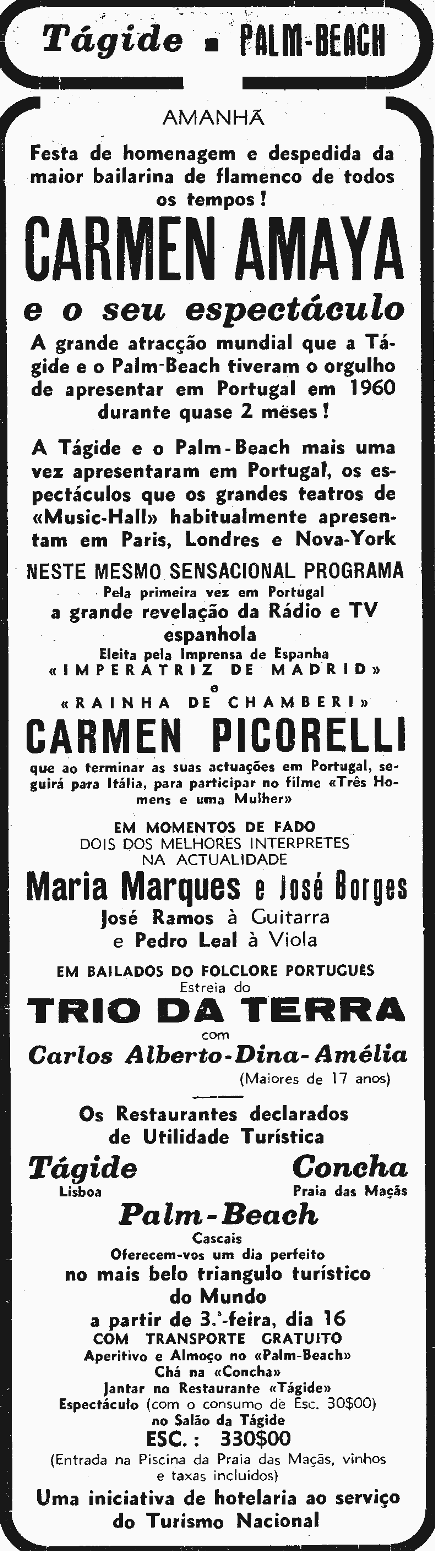 Tágide ▪ PALM-BEACH
AMANHÃ
Festa de homenagem e despedida da
maior bailarina de flamenco de todos
os tempos!
CARMEN AMAYA
e o seu espectáculo
A grande atracção mundial que a Tá-
gide e o Palm-Beach tiveram o orgulho
de apresentar em Portugal em 1960
durante quase 2 mêses!
A Tágide e o Palm-Beach mais uma
vez apresentaram em Portugal, os es-
pectáculos que os grandes teatros de
«Music-Hall» habitualmente apresen-
tam em Paris, Londres e Nova-York
NESTE MESMO SENSACIONAL PROGRAMA
Pela primeira vez em Portugal
a grande revelação da Rádio e TV
espanhola
Eleita pela Imprensa de Espanha
«IMPERATRIZ DE MADRID»
e
«RAINHA DE CHAMBERI»
CARMEN PICORELLI
que ao terminar as suas actuações em Portugal, se-
guirá para Itália, para participar no filme «Três Ho-
mens e uma Mulher»
EM MOMENTOS DE FADO
DOIS DOS MELHORES INTERPRETES
NA ACTUALIDADE
Maria Marques e José Borges
José Ramos à Guitarra
e Pedro Leal à Viola
EM BAILADOS DO FOLCLORE PORTUGUÊS
Estreia do
TRIO DA TERRA
com
Carlos Alberto-Dina-Amélia
(Maiores de 17 anos)
Os Restaurantes declarados
de Utilidade Turística
Tágide Concha
Lisboa Praia das Maçãs
Palm-Beach
Cascais
Oferecem-vos um dia perfeito
no mais belo triangulo turístico
do Mundo
a partir de 3.ª-feira, dia 16
COM TRANSPORTE GRATUITO
Aperitivo e Almoço no «Palm-Beach»
Chá na «Concha»
Jantar no Restaurante «Tágide»
Espectáculo (com o consumo de Esc. 30$00)
no Salão da Tágide
ESC.: 330$00
(Entrada na Piscina da Praia das Maçãs, vinhos
e taxas incluidos)
Uma iniciativa de hotelaria ao serviço
do Turismo Nacional